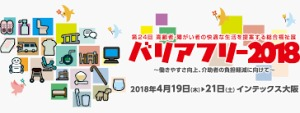 第24回 高齢者・障がい者の快適な生活を提案する総合福祉展
バリアフリー2018
～働きやすさ向上、介助者の負担軽減に向けて～
2018年4月19日(木)▶21日(土) インテックス大阪